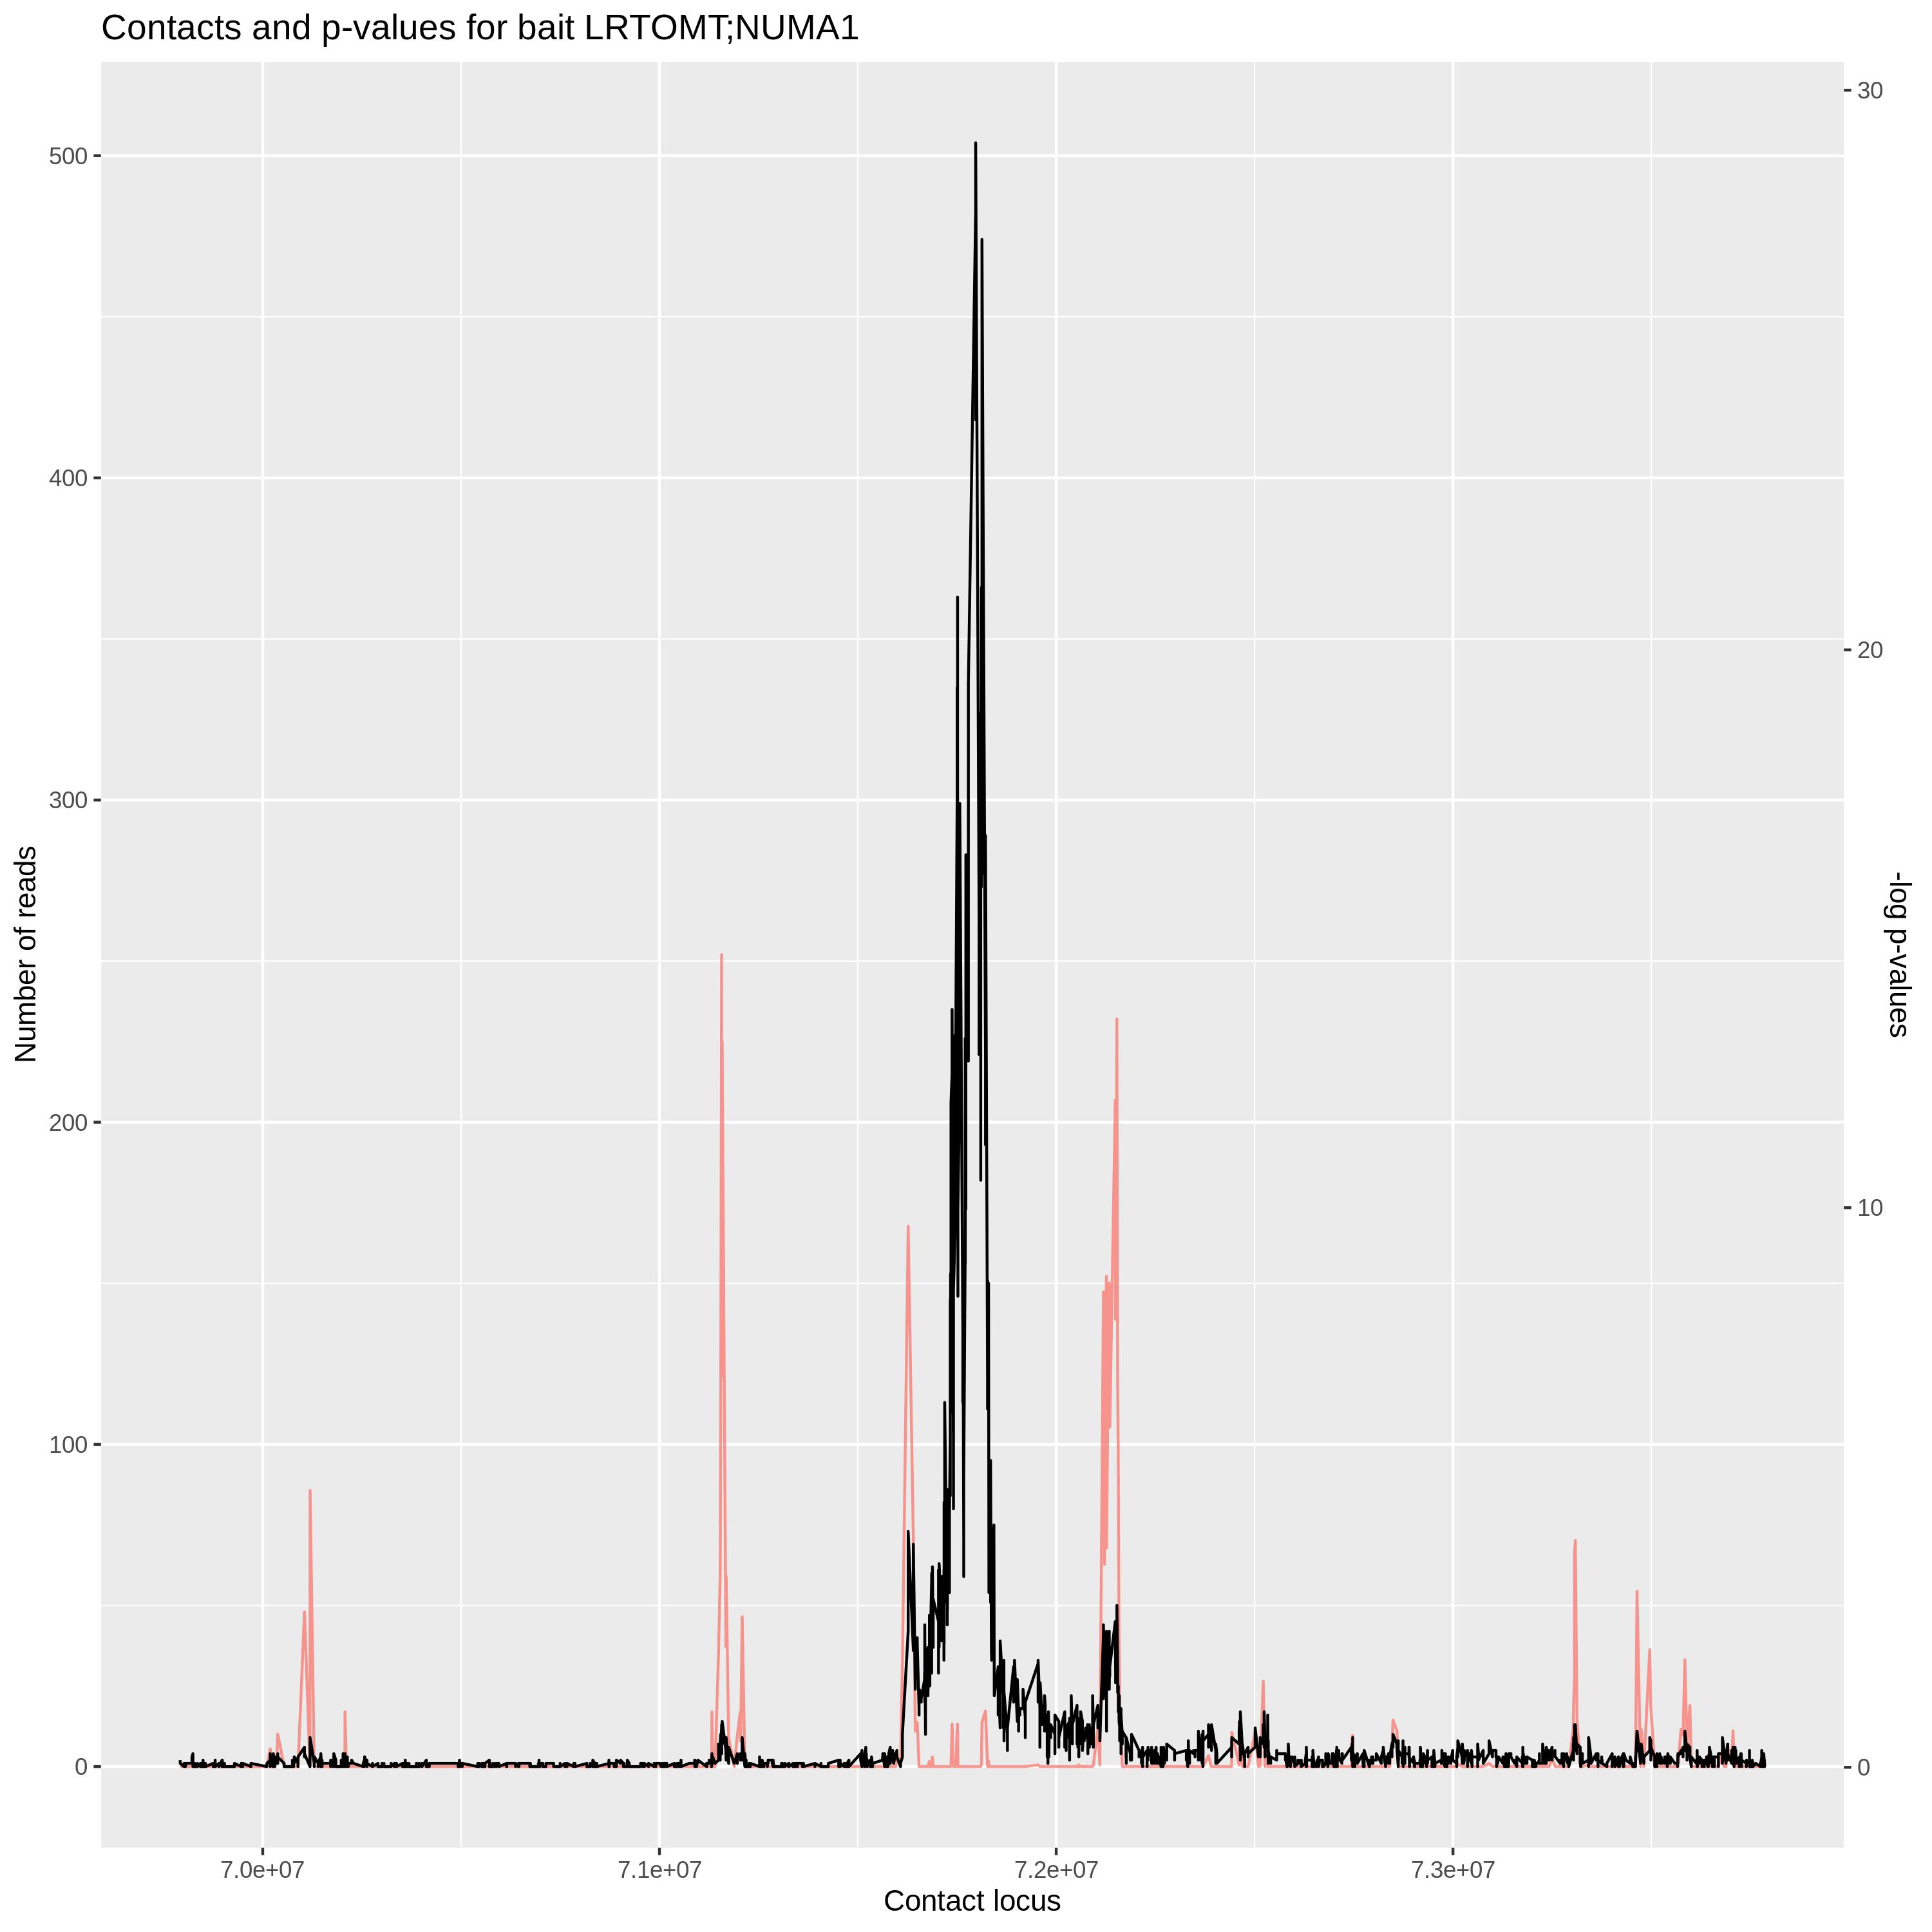 Contacts and p-values for bait LRTOMT;NUMA1
Number of reads
500
400
300
200
100
0
30
20
10
0
-log p-values
7.0e+07
7.1e+07
7.2e+07
7.3e+07
Contact locus